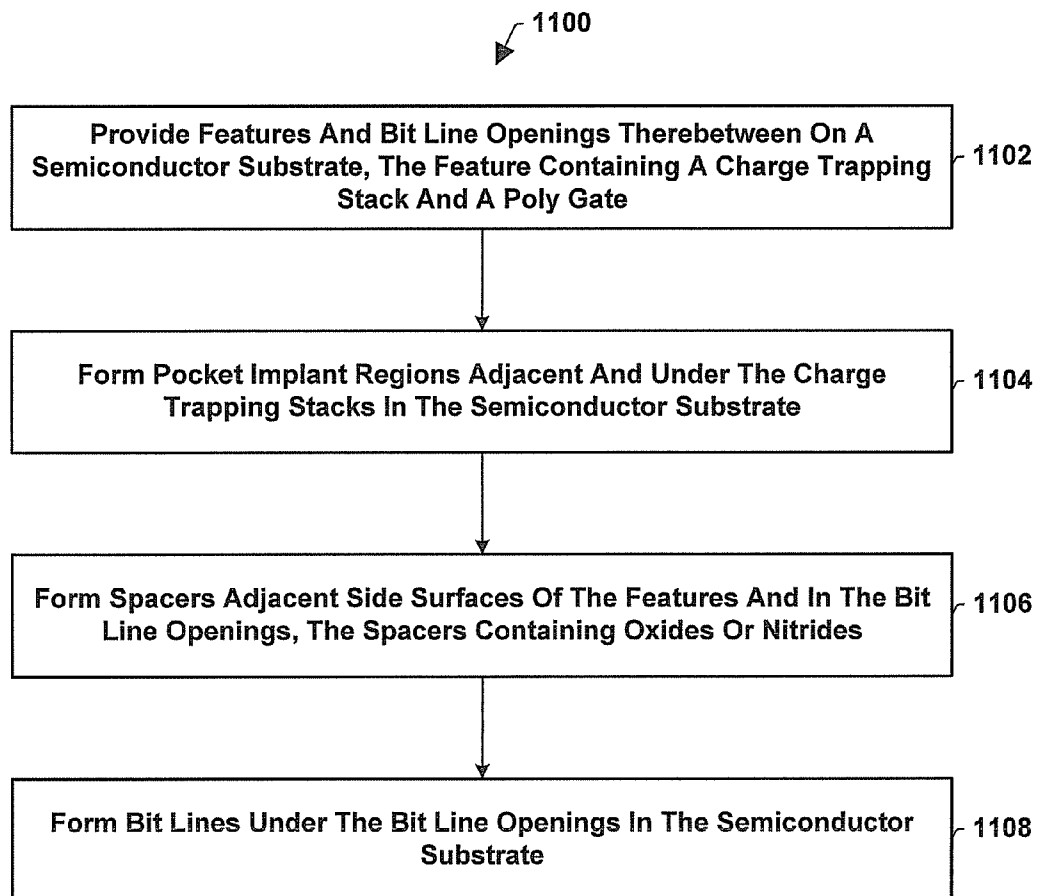 1100
Provide Features And Bit Line Openings Therebetween On A
Semiconductor Substrate, The Feature Containing A Charge Trapping
Stack And A Poly Gate
1102
Form Pocket Implant Regions Adjacent And Under The Charge
Trapping Stacks In The Semiconductor Substrate
1104
Form Spacers Adjacent Side Surfaces Of The Features And In The Bit
Line Openings, The Spacers Containing Oxides Or Nitrides
1106
Form Bit Lines Under The Bit Line Openings In The Semiconductor
Substrate
1108